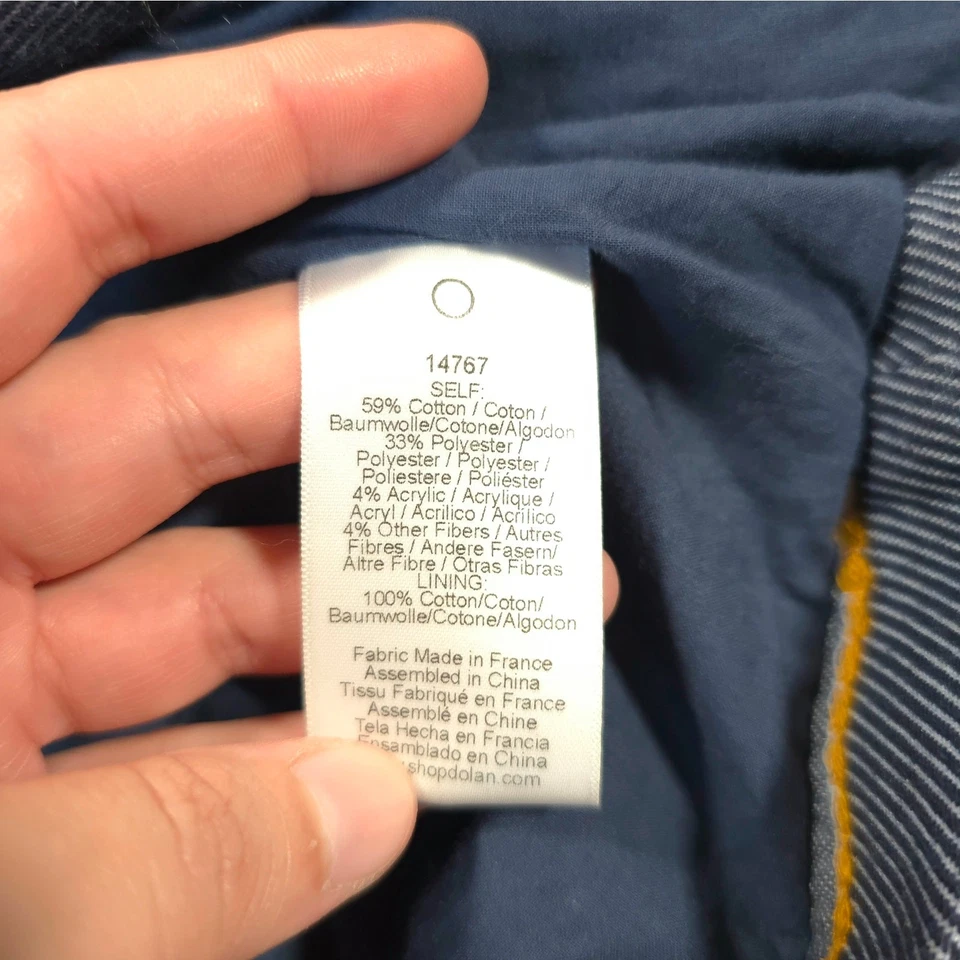 14767
SELF:
59% Cotton / Coton /
Baumwolle/Cotone/Algodon
33% Polyester /
Polyester / Polyester /
Poliestere / Poliéster
4% Acrylic / Acrylique /
Acryl / Acrilico / Acrílico
4% Other Fibers / Autres
Fibres / Andere Fasern/
Altre Fibre / Otras Fibras
LINING:
100% Cotton/Coton/
Baumwolle/Cotone/Algodon
Fabric Made in France
Assembled in China
Tissu Fabriqué en France
Assemblé en Chine
Tela Hecha en Francia
Ensamblado en China
shopdolan.com